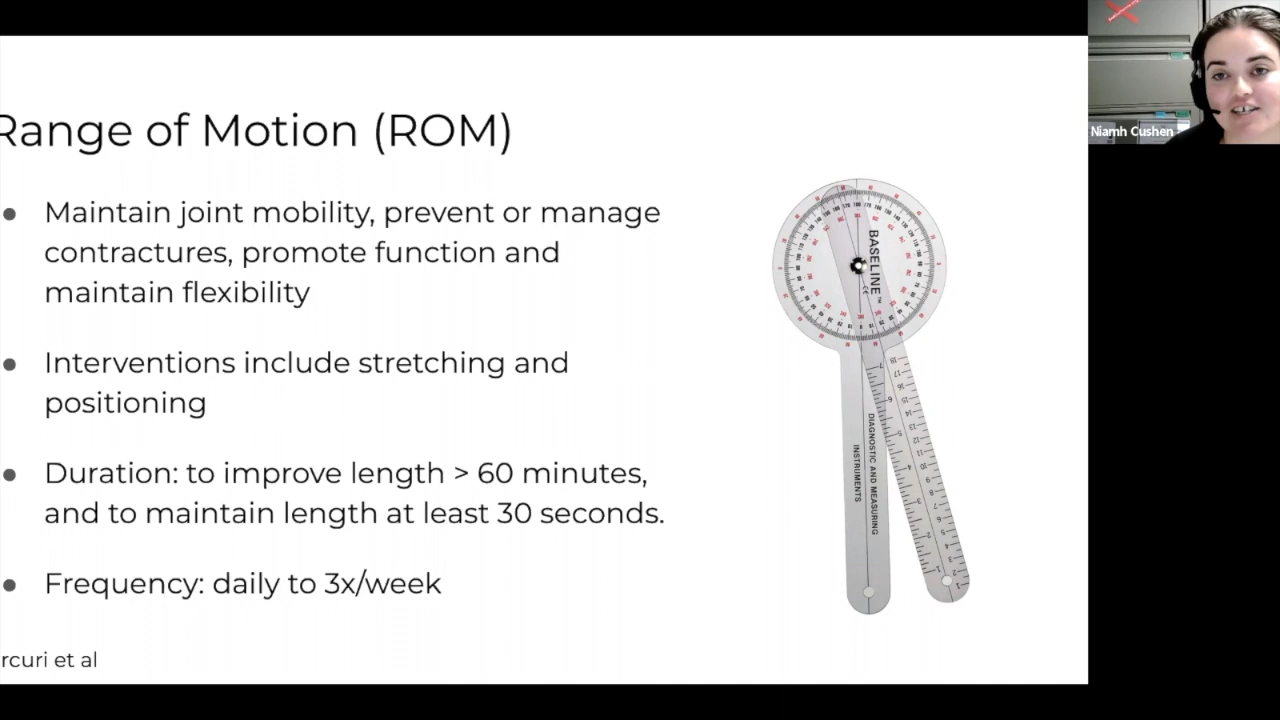 Range of Motion (ROM)
Maintain joint mobility, prevent or manage
contractures, promote function and
maintain flexibility
Interventions include stretching and
positioning
Duration: to improve length > 60 minutes,
and to maintain length at least 30 seconds.
Frequency: daily to 3x/week
rcuri et al
BASELINE™
DIAGNOSTIC AND MEASURING
INSTRUMENTS
Niamh Cushen